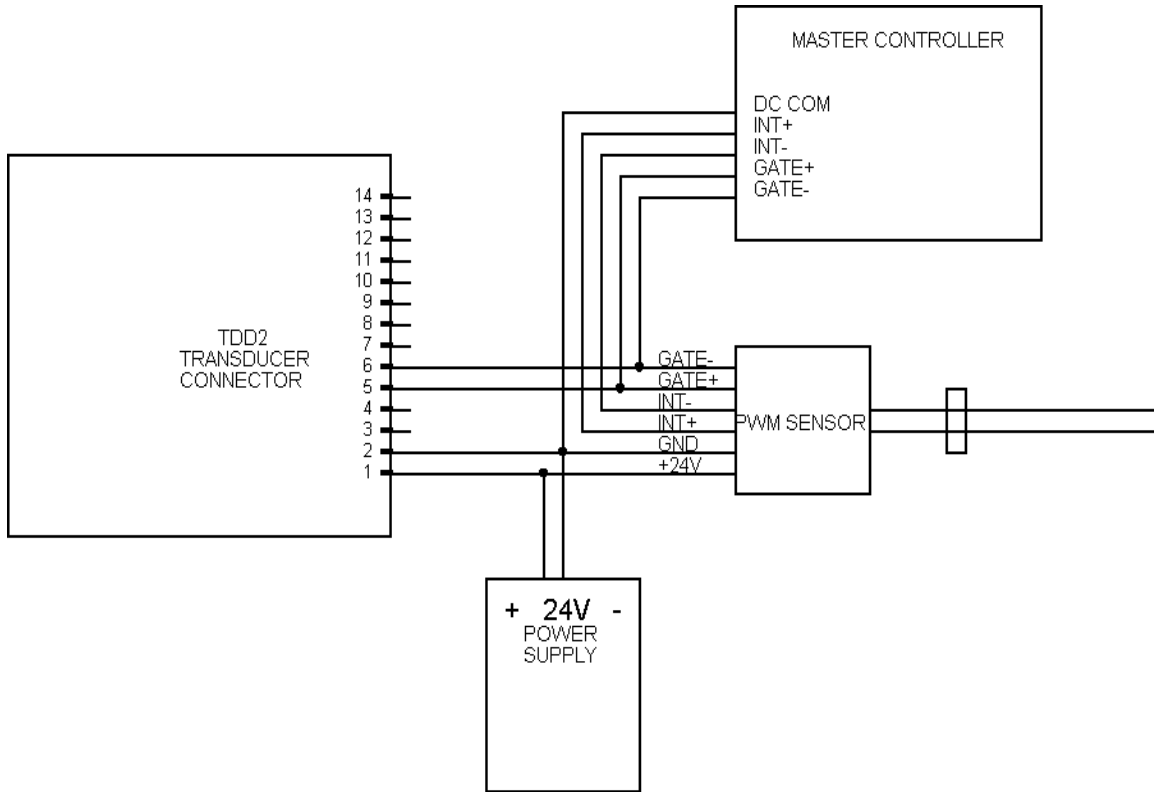 MASTER CONTROLLER
DC COM
INT+
INT-
GATE+
GATE-
14
13
12
11
10
9
8
7
6
5
4
3
2
1
TDD2
TRANSDUCER
CONNECTOR
GATE-
GATE+
INT-
INT+
GND
+24V
PWM SENSOR
+ 24V -
POWER
SUPPLY